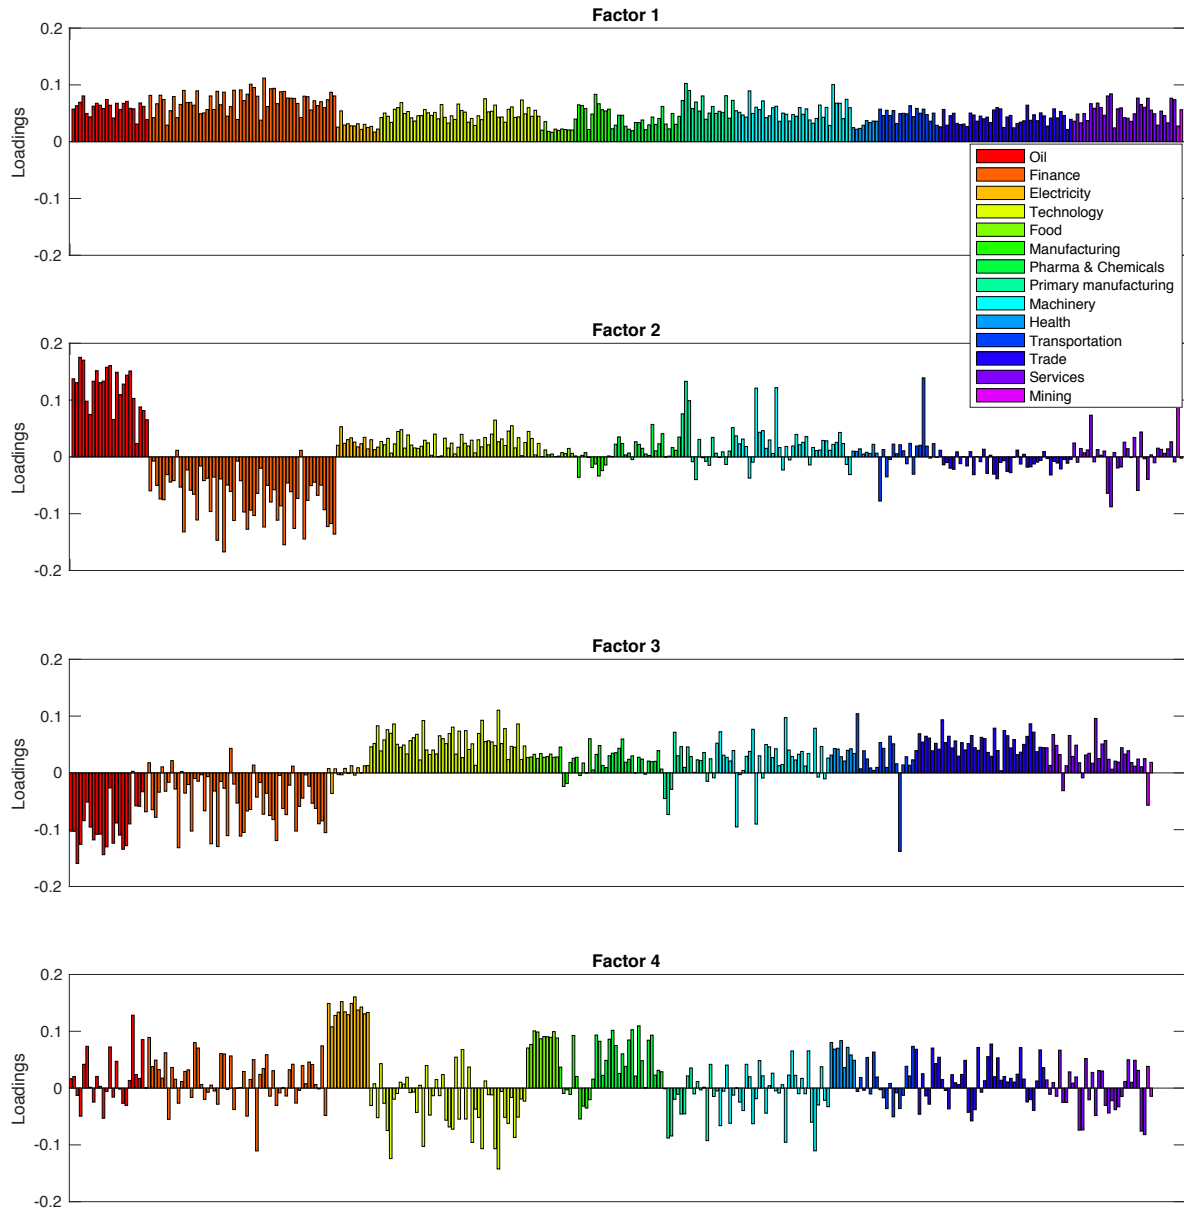 Factor 1
0.2
0.1
0
-0.1
-0.2
Loadings
Oil
Finance
Electricity
Technology
Food
Manufacturing
Pharma & Chemicals
Primary manufacturing
Machinery
Health
Transportation
Trade
Services
Mining
Factor 2
0.2
0.1
0
-0.1
-0.2
Loadings
Factor 3
0.2
0.1
0
-0.1
-0.2
Loadings
Factor 4
0.2
0.1
0
-0.1
-0.2
Loadings